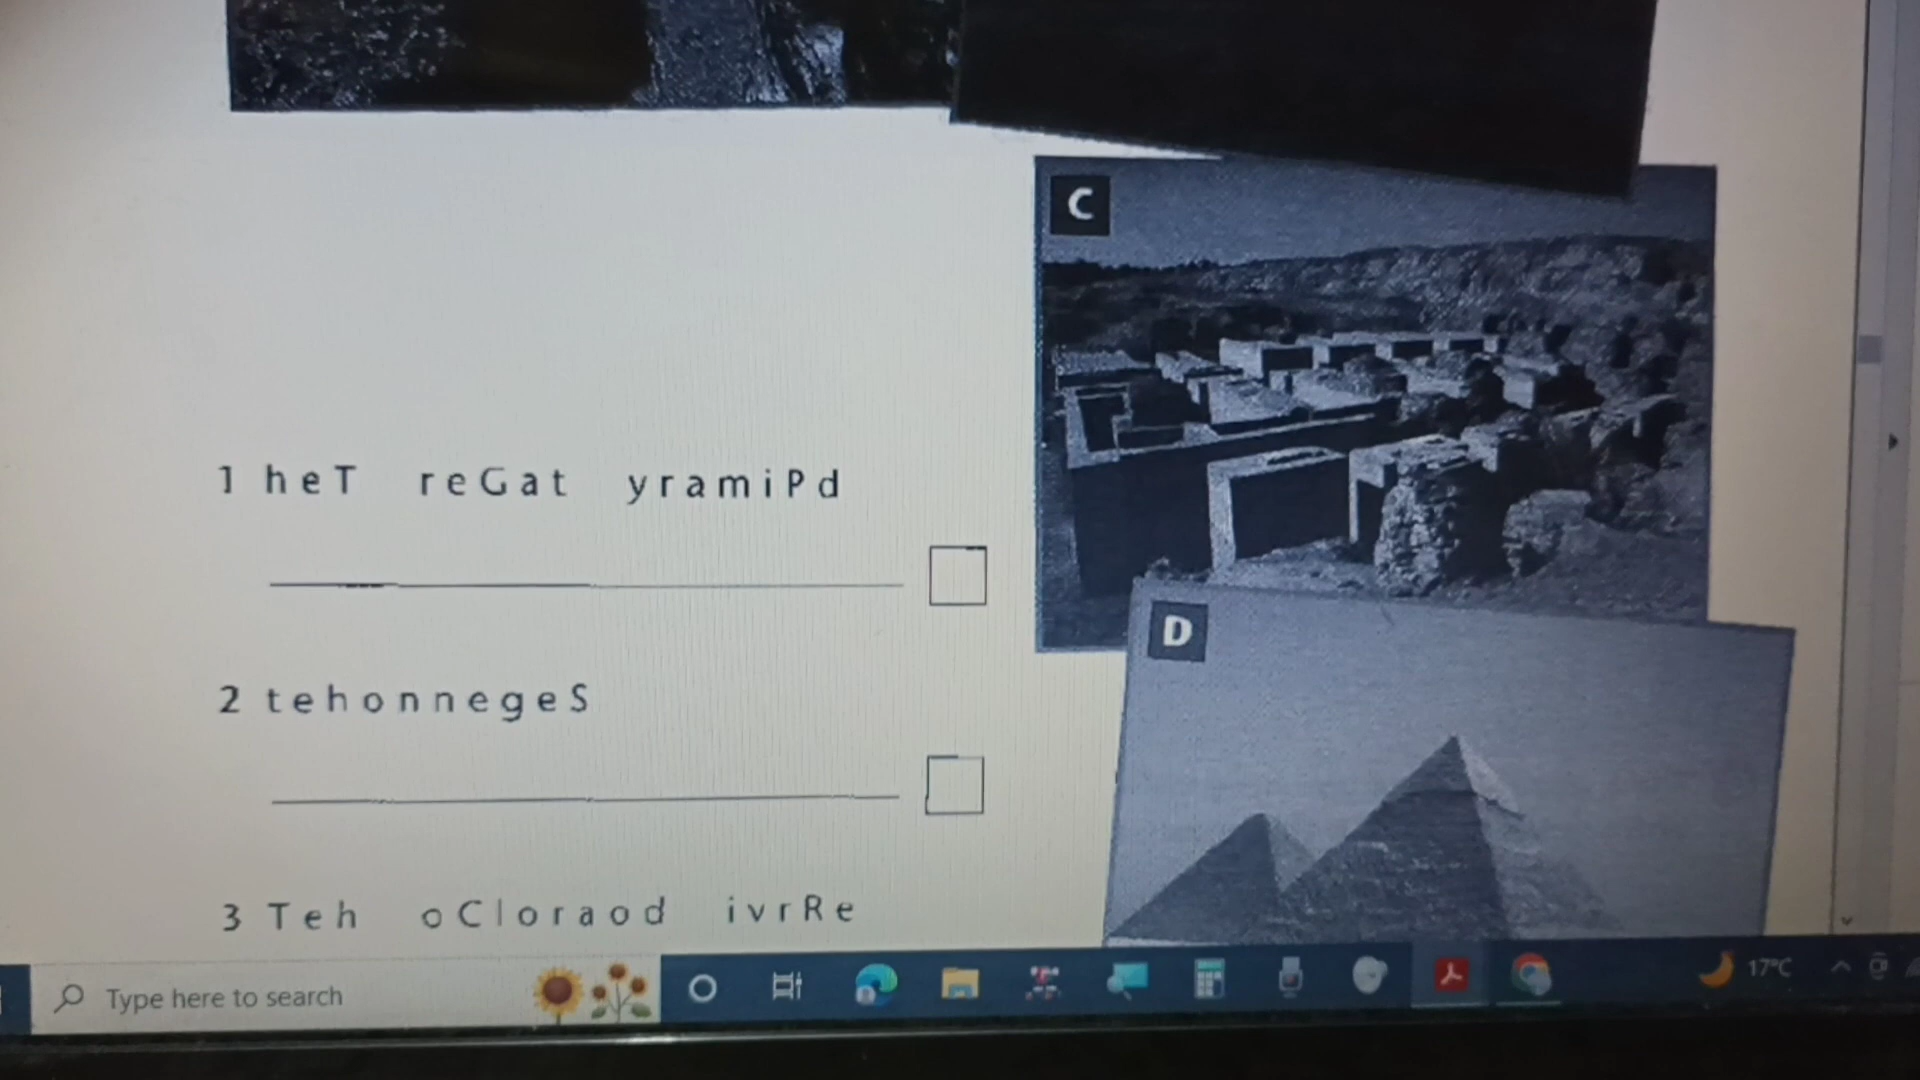 C
1 heT reGat yramiPd
D
2 tehonnegeS
3 Teh oCloraod ivrRe
Type here to search
17°C